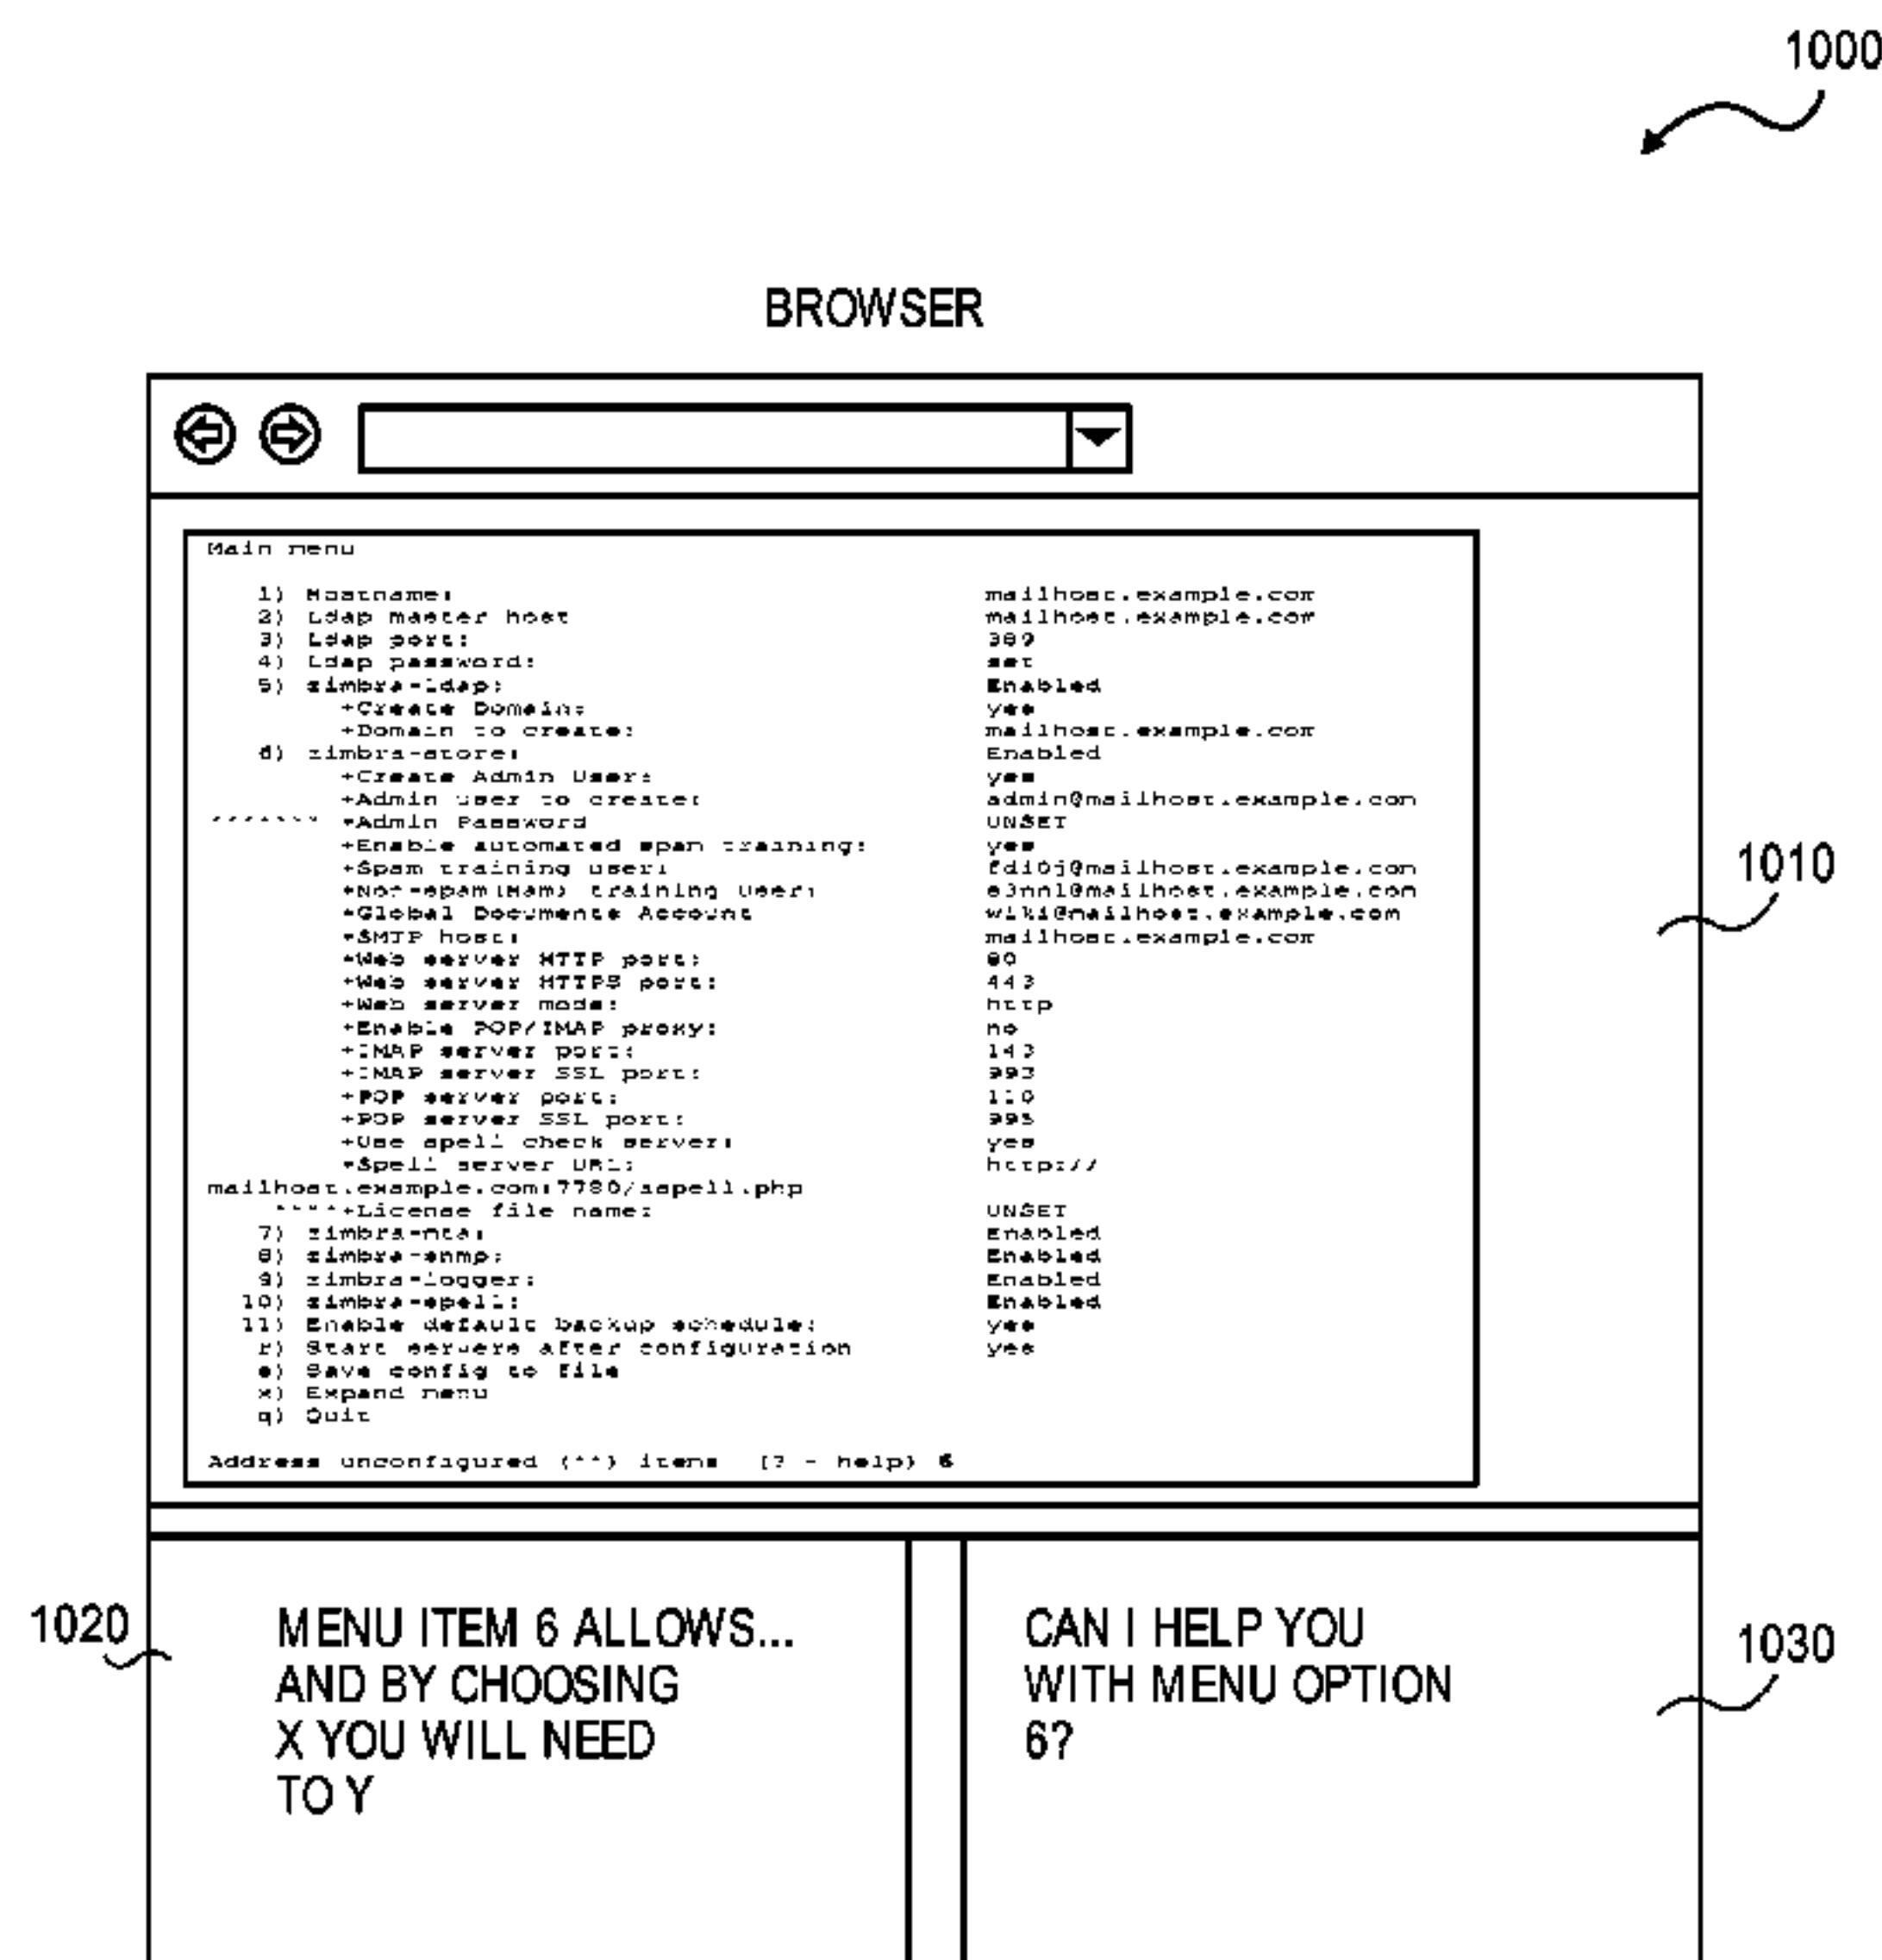 1000
BROWSER
Main menu
1) Hostname: mailhost.example.com
2) Ldap master host mailhost.example.com
3) Ldap port: 389
4) Ldap password: set
5) zimbra-ldap: Enabled
+Create Domain: yes
+Domain to create: mailhost.example.com
6) zimbra-store: Enabled
+Create Admin User: yes
+Admin user to create: admin@mailhost.example.com
******* +Admin Password UNSET
+Enable automated spam training: yes
+Spam training user: @mailhost.example.com
+Non-spam(Ham) training user: @mailhost.example.com
+Global Documents Account wiki@mailhost.example.com
+SMTP host: mailhost.example.com
+Web server HTTP port: 80
+Web server HTTPS port: 443
+Web server mode: http
+Enable POP/IMAP proxy: no
+IMAP server port: 143
+IMAP server SSL port: 993
+POP server port: 110
+POP server SSL port: 995
+Use spell check server: yes
+Spell server URL: http://
mailhost.example.com:7780/aspell.php
*****+License file name: UNSET
7) zimbra-mta: Enabled
8) zimbra-snmp: Enabled
9) zimbra-logger: Enabled
10) zimbra-spell: Enabled
11) Enable default backup schedule: yes
r) Start servers after configuration yes
s) Save config to file
x) Expand menu
q) Quit
Address unconfigured (**) items (? - help) 6
1010
1020
MENU ITEM 6 ALLOWS...
AND BY CHOOSING
X YOU WILL NEED
TO Y
CAN I HELP YOU
WITH MENU OPTION
6?
1030